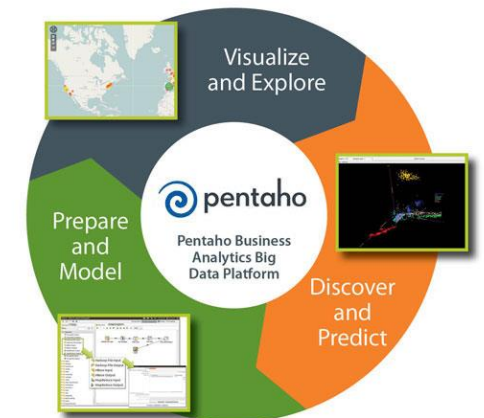 Visualize
and Explore
pentaho
Pentaho Business
Analytics Big
Data Platform
Prepare
and
Model
Discover
and
Predict